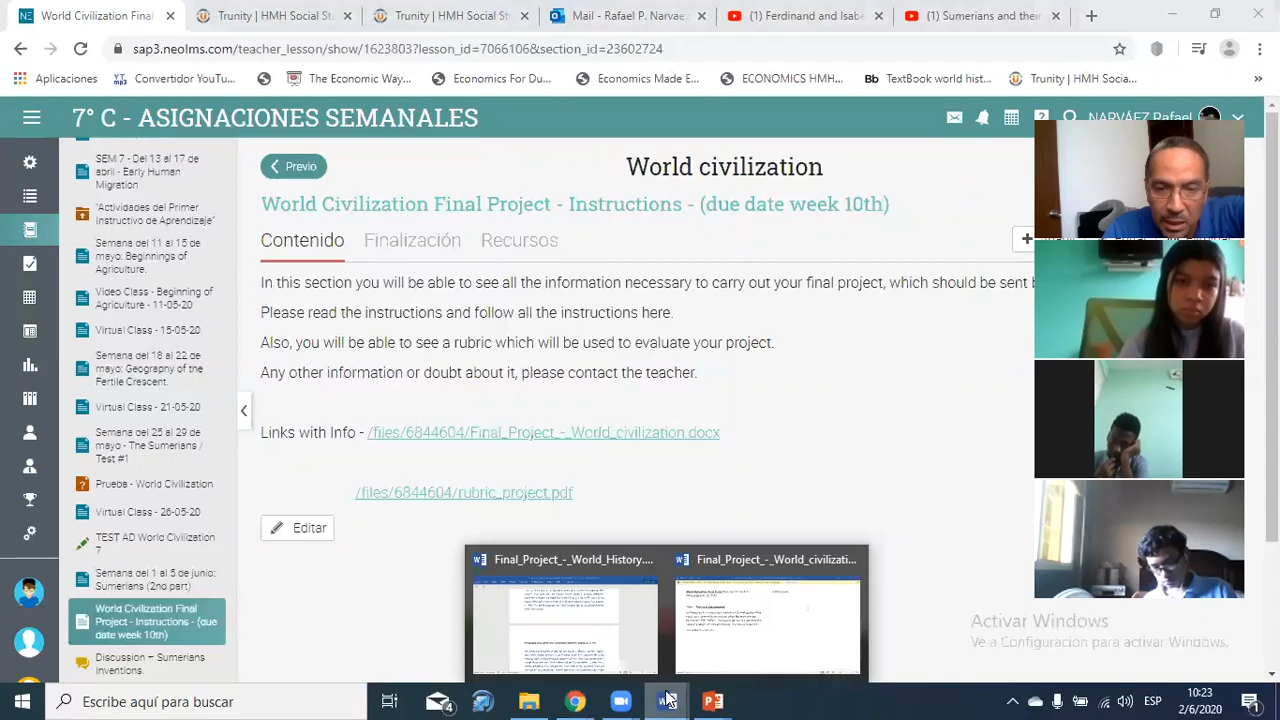 World Civilization Final
Trunity | HMH Social St
Trunity | HMH Social St
Mail - Rafael P. Narvae
(1) Ferdinand and Isabe
(1) Sumerians and their
sap3.neolms.com/teacher_lesson/show/1623803?lesson_id=7066106&section_id=23602724
Aplicaciones
Convertidor YouTu...
The Economic Way...
Economics For Du...
Economics Made E...
ECONOMICS HMH...
Bb TextBook world hist...
Trunity | HMH Socia...
»
7° C - ASIGNACIONES SEMANALES
NARVÁEZ Rafael
SEM 7 - Del 13 al 17 de
abril - Early Human
Migration
"Actividades del Primer
Instructivo de Aprendizaje"
Semana del 11 al 15 de
mayo: Beginnings of
Agriculture.
Video Class - Beginning of
Agriculture - 11-05-20
Virtual Class - 15-05-20
Semana del 18 al 22 de
mayo; Geography of the
Fertile Crescent.
Virtual Class - 21-05-20
Semana del 25 al 29 de
mayo - The Sumerians /
Test #1
Prueba - World Civilization
Virtual Class - 26-05-20
TEST AD World Civilization
7
Semana del 1 al 5 de junio:
Sumerians (2nd part)
World Civilization Final
Project - Instructions - (due
date week 10th)
Discussion - Sumerians
Inventions.
Previo
World civilization
World Civilization Final Project - Instructions - (due date week 10th)
Contenido Finalización Recursos
In this section you will be able to see all the information necessary to carry out your final project, which should be sent b
Please read the instructions and follow all the instructions here.
Also, you will be able to see a rubric which will be used to evaluate your project.
Any other information or doubt about it, please contact the teacher.
Links with Info - /files/6844604/Final_Project_-_World_civilization.docx
/files/6844604/rubric_project.pdf
Editar
Final_Project_-_World_History....
Final_Project_-_World_civilizati...
Activar Windows
configuración para activar Windows.
Escribe aquí para buscar
4
ESP
10:23
2/6/2020